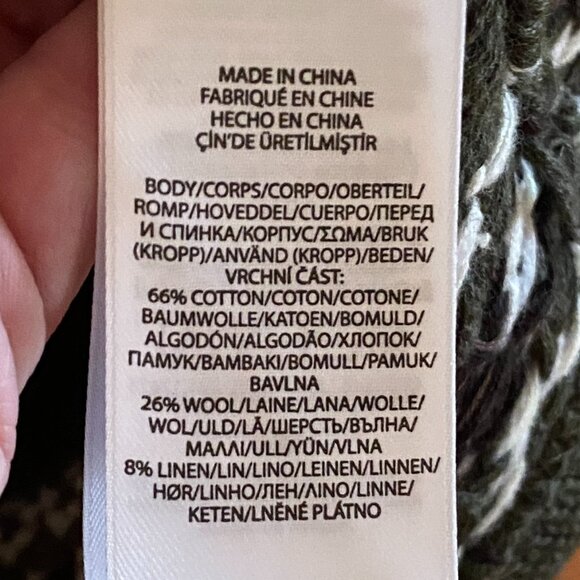 MADE IN CHINA
FABRIQUÉ EN CHINE
HECHO EN CHINA
ÇİN'DE ÜRETİLMİŞTİR
BODY/CORPS/CORPO/OBERTEIL/
ROMP/HOVEDDEL/CUERPO/ПЕРЕД
И СПИНКА/КОРПУС/ΣΩΜΑ/BRUK
(KROPP)/ANVÄND (KROPP)/BEDEN/
VRCHNÍ ČÁST:
66% COTTON/COTON/COTONE/
BAUMWOLLE/KATOEN/BOMULD/
ALGODÓN/ALGODÃO/ХЛОПОК/
ПАМУК/ΒΑΜΒΑΚΙ/BOMULL/PAMUK/
BAVLNA
26% WOOL/LAINE/LANA/WOLLE/
WOL/ULD/LÃ/ШЕРСТЬ/ВЪЛНА/
ΜΑΛΛΙ/ULL/YÜN/VLNA
8% LINEN/LIN/LINO/LEINEN/LINNEN/
HØR/LINHO/ЛЕН/ΛΙΝΟ/LINNE/
KETEN/LNĚNÉ PLÁTNO